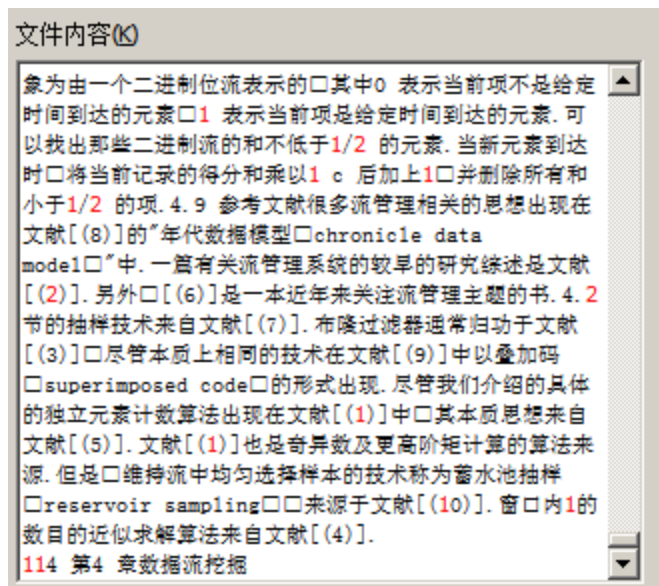 文件内容(K)
象为由一个二进制位流表示的□其中0 表示当前项不是给定
时间到达的元素□1 表示当前项是给定时间到达的元素.可
以找出那些二进制流的和不低于1/2 的元素.当新元素到达
时□将当前记录的得分和乘以1 c 后加上1□并删除所有和
小于1/2 的项.4.9 参考文献很多流管理相关的思想出现在
文献[(8)]的"年代数据模型□chronicle data
model□"中.一篇有关流管理系统的较早的研究综述是文献
[(2)].另外□[(6)]是一本近年来关注流管理主题的书.4.2
节的抽样技术来自文献[(7)].布隆过滤器通常归功于文献
[(3)]□尽管本质上相同的技术在文献[(9)]中以叠加码
□superimposed code□的形式出现.尽管我们介绍的具体
的独立元素计数算法出现在文献[(1)]中□其本质思想来自
文献[(5)].文献[(1)]也是奇异数及更高阶矩计算的算法来
源.但是□维持流中均匀选择样本的技术称为蓄水池抽样
□reservoir sampling□□来源于文献[(10)].窗口内1的
数目的近似求解算法来自文献[(4)].
114 第4 章数据流挖掘